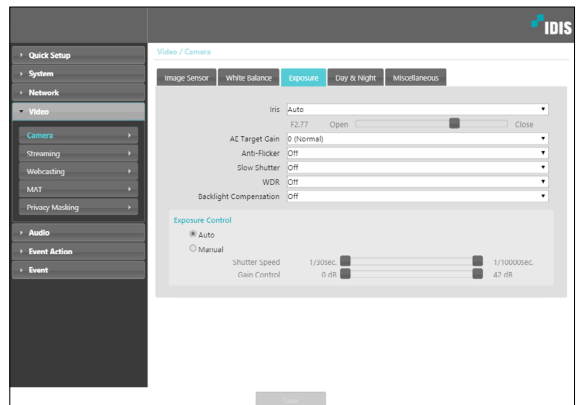 IDIS
Quick Setup
System
Network
Video
Camera
Streaming
Webcasting
MAT
Privacy Masking
Audio
Event Action
Event
Video / Camera
Image Sensor White Balance Exposure Day & Night Miscellaneous
Iris Auto
F2.77 Open Close
AE Target Gain 0 (Normal)
Anti-Flicker Off
Slow Shutter Off
WDR Off
Backlight Compensation Off
Exposure Control
Auto
Manual
Shutter Speed 1/30sec. 1/10000sec.
Gain Control 0 dB 42 dB
Save